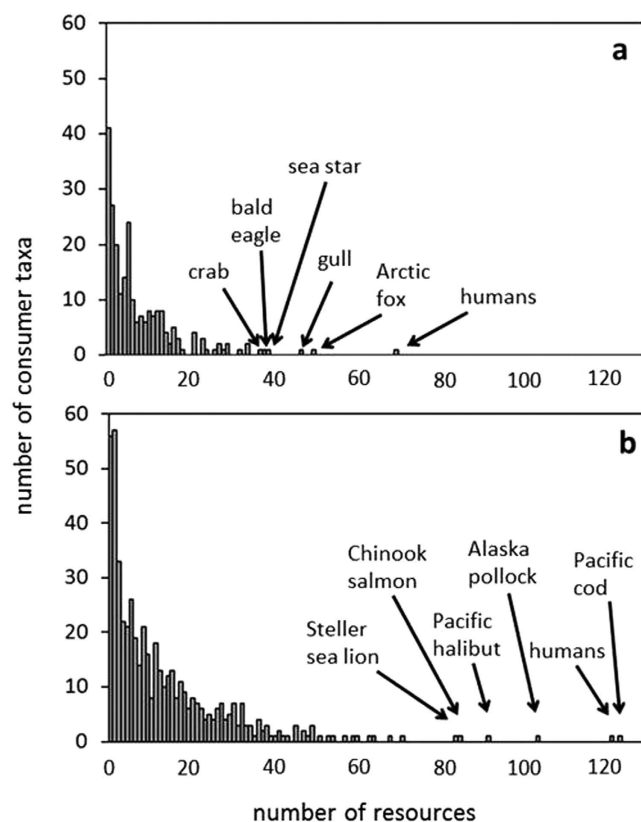 60
a
50
sea star
40
bald
eagle
30
gull
Arctic
fox
crab
humans
20
10
0
0 20 40 60 80 100 120
number of consumer taxa
60
b
50
Chinook
salmon
Alaska
pollock
Pacific
cod
40
30
Steller
sea lion
Pacific
halibut
humans
20
10
0
0 20 40 60 80 100 120
number of resources